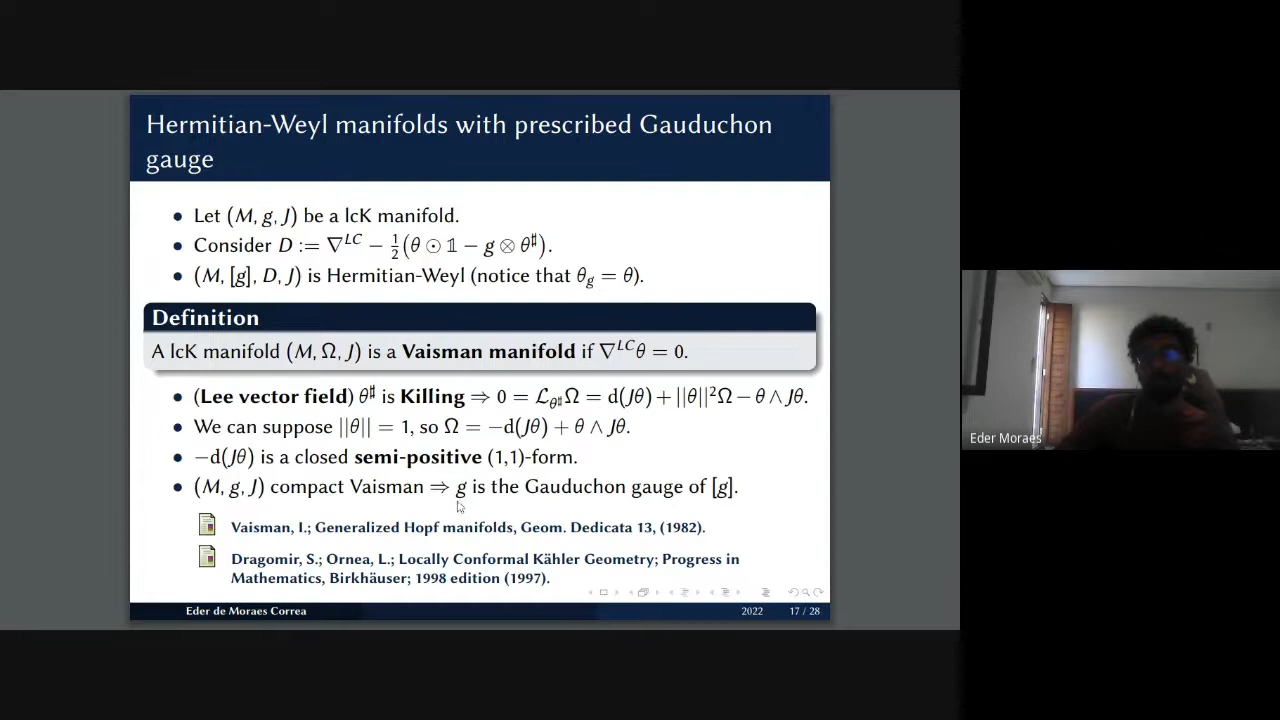 Hermitian-Weyl manifolds with prescribed Gauduchon
gauge
• Let (M, g, J) be a lcK manifold.
• Consider D := ∇^{LC} − ½(θ ⊙ 𝟙 − g ⊗ θ^♯).
• (M, [g], D, J) is Hermitian-Weyl (notice that θ_g = θ).
Definition
A lcK manifold (M, Ω, J) is a Vaisman manifold if ∇^{LC}θ = 0.
• (Lee vector field) θ^♯ is Killing ⇒ 0 = ℒ_{θ^♯}Ω = d(Jθ) + ||θ||²Ω − θ ∧ Jθ.
• We can suppose ||θ|| = 1, so Ω = −d(Jθ) + θ ∧ Jθ.
• −d(Jθ) is a closed semi-positive (1,1)-form.
• (M, g, J) compact Vaisman ⇒ g is the Gauduchon gauge of [g].
Vaisman, I.; Generalized Hopf manifolds, Geom. Dedicata 13, (1982).
Dragomir, S.; Ornea, L.; Locally Conformal Kähler Geometry; Progress in
Mathematics, Birkhäuser; 1998 edition (1997).
Eder de Moraes Correa 2022 17 / 28
Eder Moraes